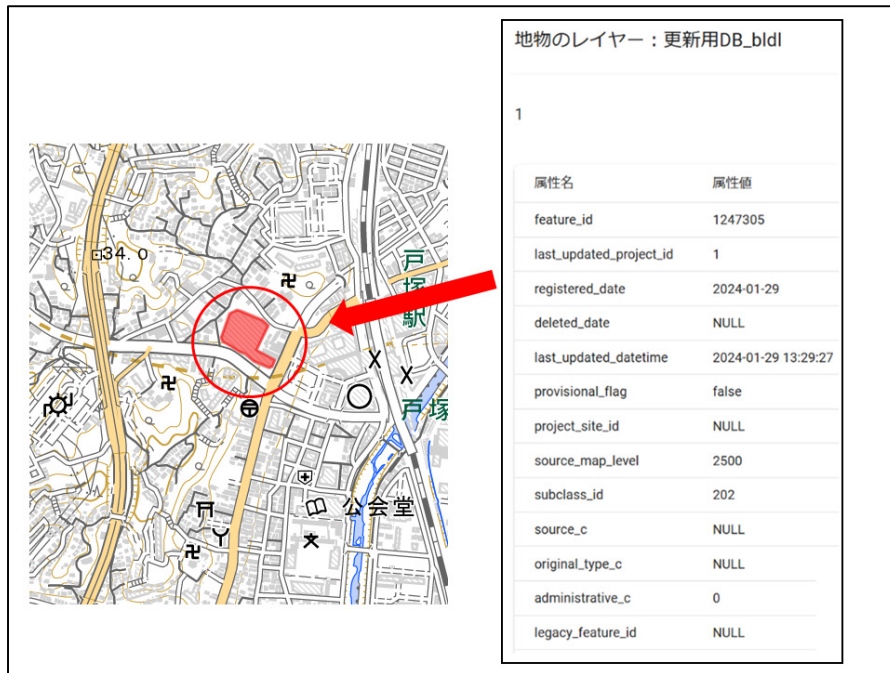 地物のレイヤー：更新用DB_bldl
1
属性名 属性値
feature_id 1247305
last_updated_project_id 1
registered_date 2024-01-29
deleted_date NULL
last_updated_datetime 2024-01-29 13:29:27
provisional_flag false
project_site_id NULL
source_map_level 2500
subclass_id 202
source_c NULL
original_type_c NULL
administrative_c 0
legacy_feature_id NULL
34.0
戸塚駅
戸塚
公会堂